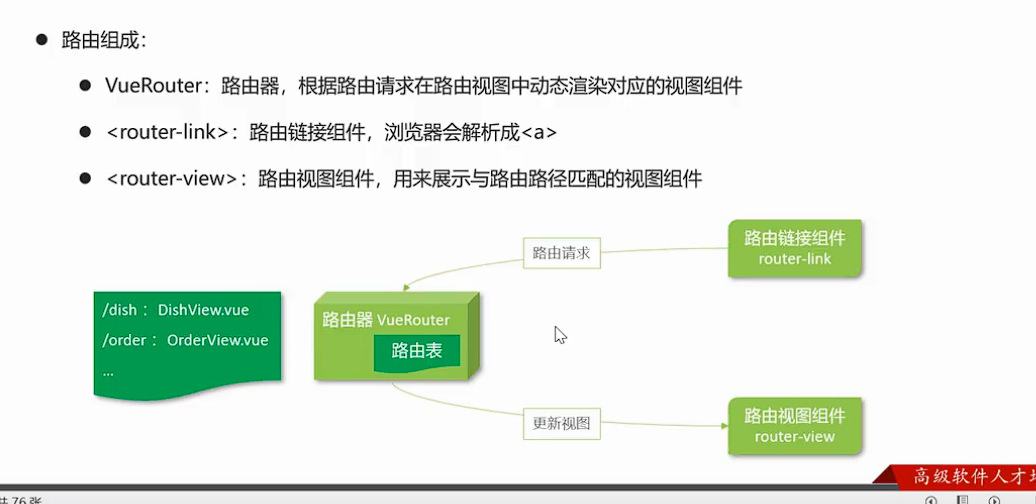 路由组成：
VueRouter：路由器，根据路由请求在路由视图中动态渲染对应的视图组件
<router-link>：路由链接组件，浏览器会解析成<a>
<router-view>：路由视图组件，用来展示与路由路径匹配的视图组件
路由请求
路由链接组件
router-link
/dish ：DishView.vue
/order ：OrderView.vue
...
路由器 VueRouter
路由表
更新视图
路由视图组件
router-view
高级软件人才
共 76 张